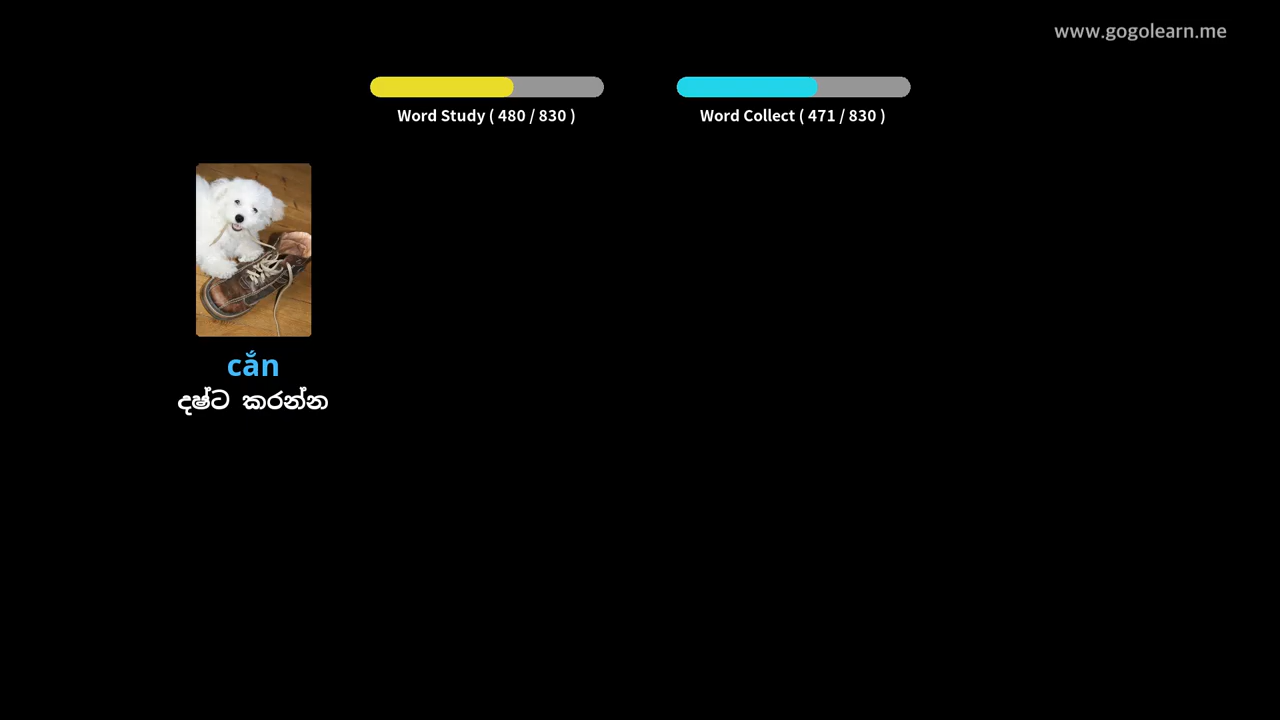 www.gogolearn.me
Word Study ( 480 / 830 )
Word Collect ( 471 / 830 )
cắn
දෂ්ට කරන්න